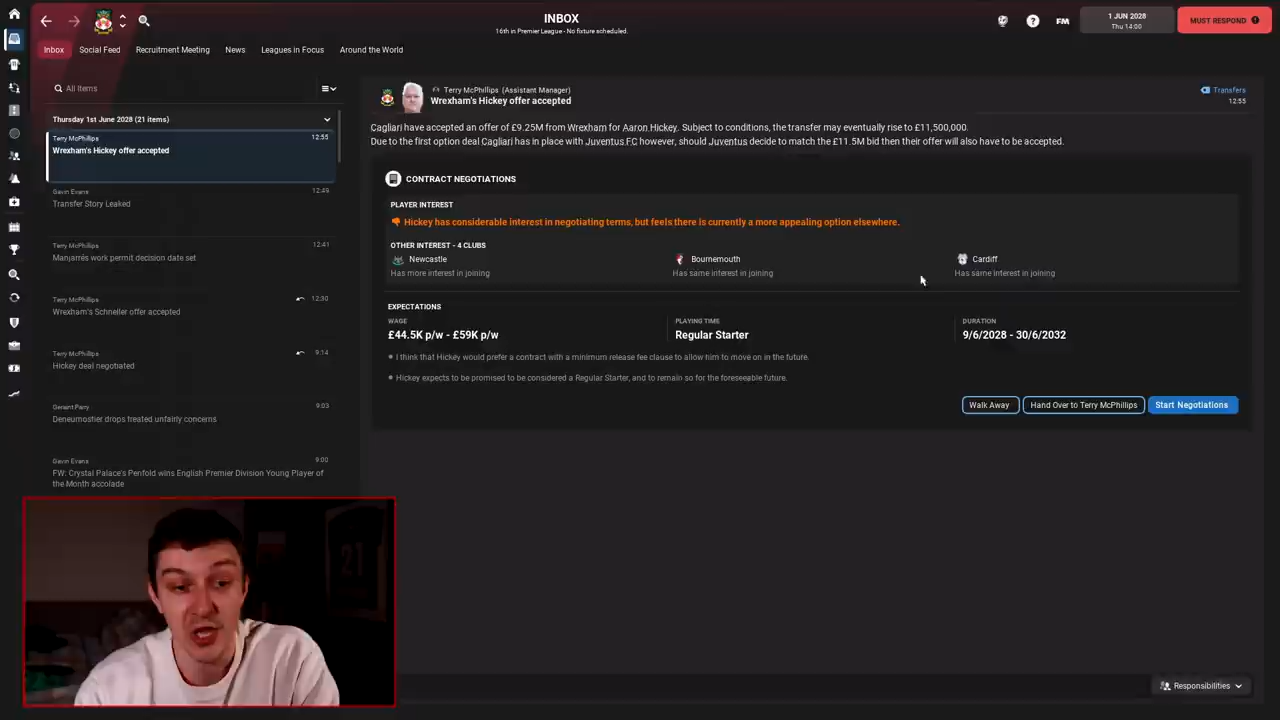 INBOX
16th in Premier League - No fixture scheduled.
FM
1 JUN 2028
Thu 14:00
MUST RESPOND
Inbox
Social Feed
Recruitment Meeting
News
Leagues in Focus
Around the World
All Items
Thursday 1st June 2028 (21 items)
Terry McPhillips
12:55
Wrexham's Hickey offer accepted
Gavin Evans
12:49
Transfer Story Leaked
Terry McPhillips
12:41
Manjarrés work permit decision date set
Terry McPhillips
12:30
Wrexham's Schneller offer accepted
Terry McPhillips
9:14
Hickey deal negotiated
Geraint Parry
9:03
Deneumostier drops treated unfairly concerns
Gavin Evans
9:00
FW: Crystal Palace's Penfold wins English Premier Division Young Player of
the Month accolade
Terry McPhillips (Assistant Manager)
Wrexham's Hickey offer accepted
Transfers
12:55
Cagliari have accepted an offer of £9.25M from Wrexham for Aaron Hickey. Subject to conditions, the transfer may eventually rise to £11,500,000.
Due to the first option deal Cagliari has in place with Juventus FC however, should Juventus decide to match the £11.5M bid then their offer will also have to be accepted.
CONTRACT NEGOTIATIONS
PLAYER INTEREST
Hickey has considerable interest in negotiating terms, but feels there is currently a more appealing option elsewhere.
OTHER INTEREST - 4 CLUBS
Newcastle
Has more interest in joining
Bournemouth
Has same interest in joining
Cardiff
Has same interest in joining
EXPECTATIONS
WAGE
£44.5K p/w - £59K p/w
PLAYING TIME
Regular Starter
DURATION
9/6/2028 - 30/6/2032
I think that Hickey would prefer a contract with a minimum release fee clause to allow him to move on in the future.
Hickey expects to be promised to be considered a Regular Starter, and to remain so for the foreseeable future.
Walk Away
Hand Over to Terry McPhillips
Start Negotiations
21
Responsibilities